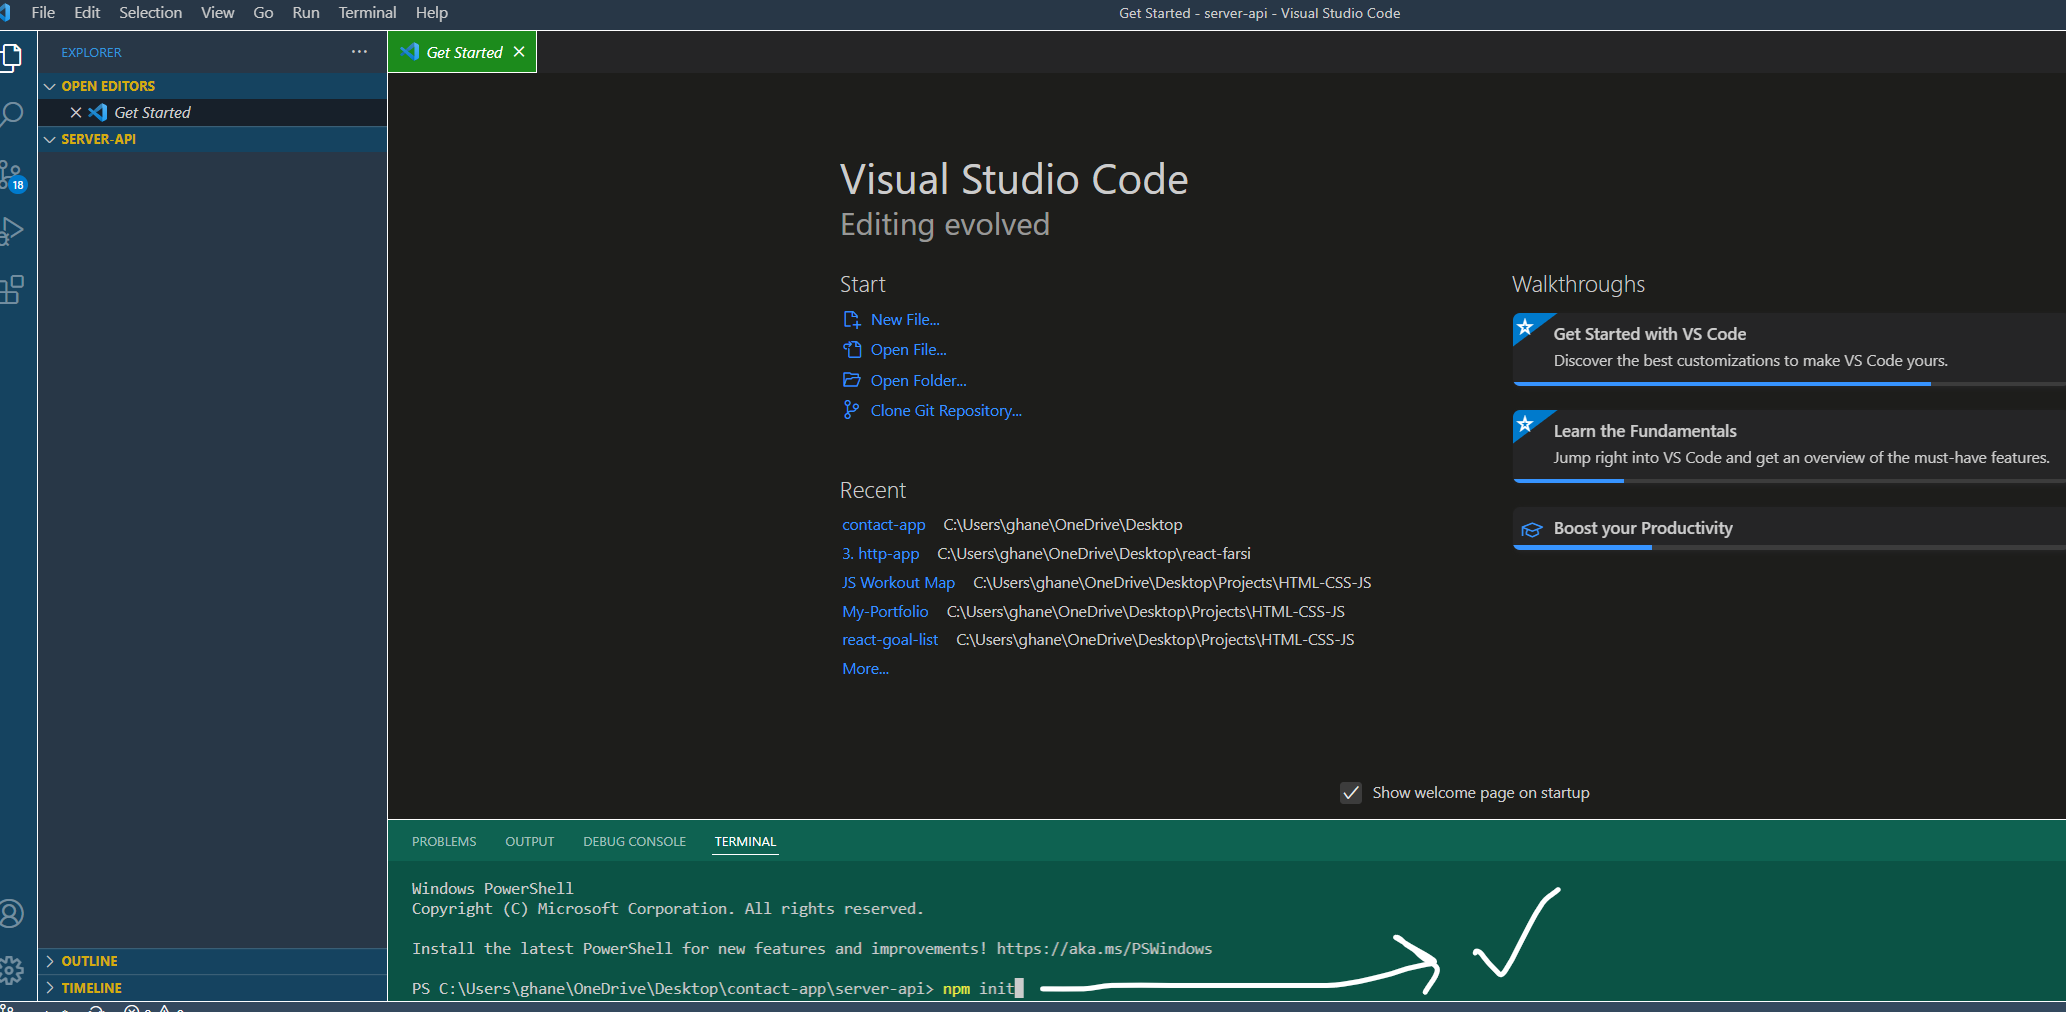 File Edit Selection View Go Run Terminal Help
Get Started - server-api - Visual Studio Code
EXPLORER
OPEN EDITORS
Get Started
SERVER-API
18
OUTLINE
TIMELINE
Get Started
Visual Studio Code
Editing evolved
Start
New File...
Open File...
Open Folder...
Clone Git Repository...
Recent
contact-app C:\Users\ghane\OneDrive\Desktop
3. http-app C:\Users\ghane\OneDrive\Desktop\react-farsi
JS Workout Map C:\Users\ghane\OneDrive\Desktop\Projects\HTML-CSS-JS
My-Portfolio C:\Users\ghane\OneDrive\Desktop\Projects\HTML-CSS-JS
react-goal-list C:\Users\ghane\OneDrive\Desktop\Projects\HTML-CSS-JS
More...
Walkthroughs
Get Started with VS Code
Discover the best customizations to make VS Code yours.
Learn the Fundamentals
Jump right into VS Code and get an overview of the must-have features.
Boost your Productivity
Show welcome page on startup
PROBLEMS OUTPUT DEBUG CONSOLE TERMINAL
Windows PowerShell
Copyright (C) Microsoft Corporation. All rights reserved.
Install the latest PowerShell for new features and improvements! https://aka.ms/PSWindows
PS C:\Users\ghane\OneDrive\Desktop\contact-app\server-api> npm init